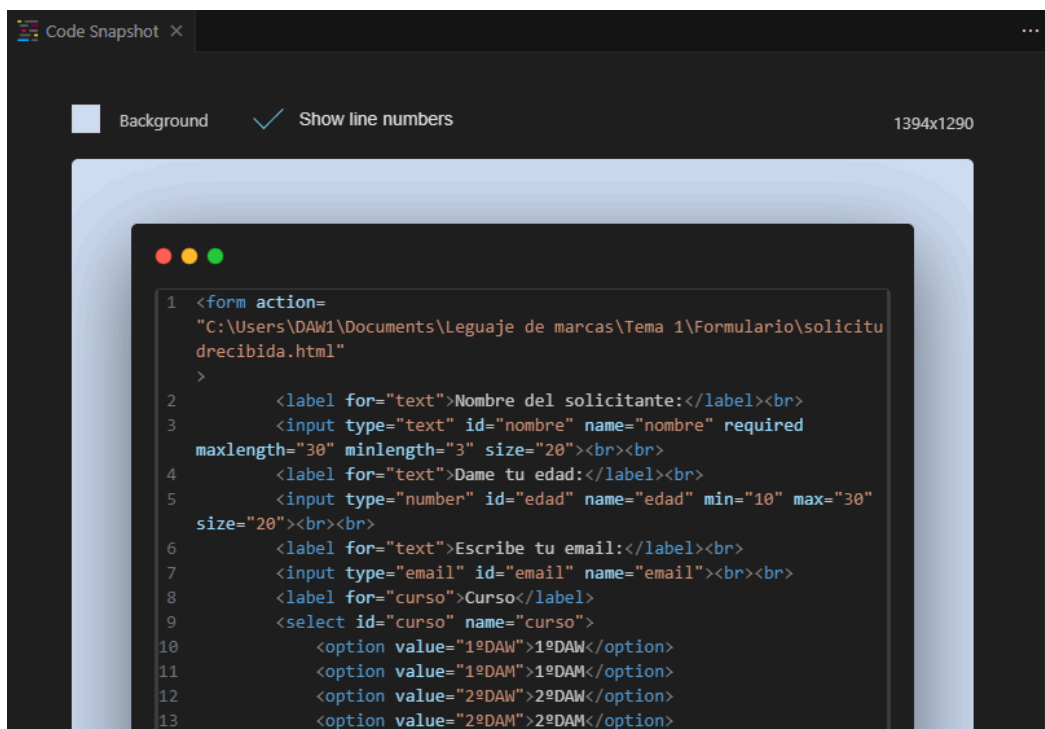 Code Snapshot ×
...
Background
Show line numbers
1394x1290
1 <form action=
"C:\Users\DAW1\Documents\Leguaje de marcas\Tema 1\Formulario\solicitu
drecibida.html"
>
2 <label for="text">Nombre del solicitante:</label><br>
3 <input type="text" id="nombre" name="nombre" required
maxlength="30" minlength="3" size="20"><br><br>
4 <label for="text">Dame tu edad:</label><br>
5 <input type="number" id="edad" name="edad" min="10" max="30"
size="20"><br><br>
6 <label for="text">Escribe tu email:</label><br>
7 <input type="email" id="email" name="email"><br><br>
8 <label for="curso">Curso</label>
9 <select id="curso" name="curso">
10 <option value="1ºDAW">1ºDAW</option>
11 <option value="1ºDAM">1ºDAM</option>
12 <option value="2ºDAW">2ºDAW</option>
13 <option value="2ºDAM">2ºDAM</option>